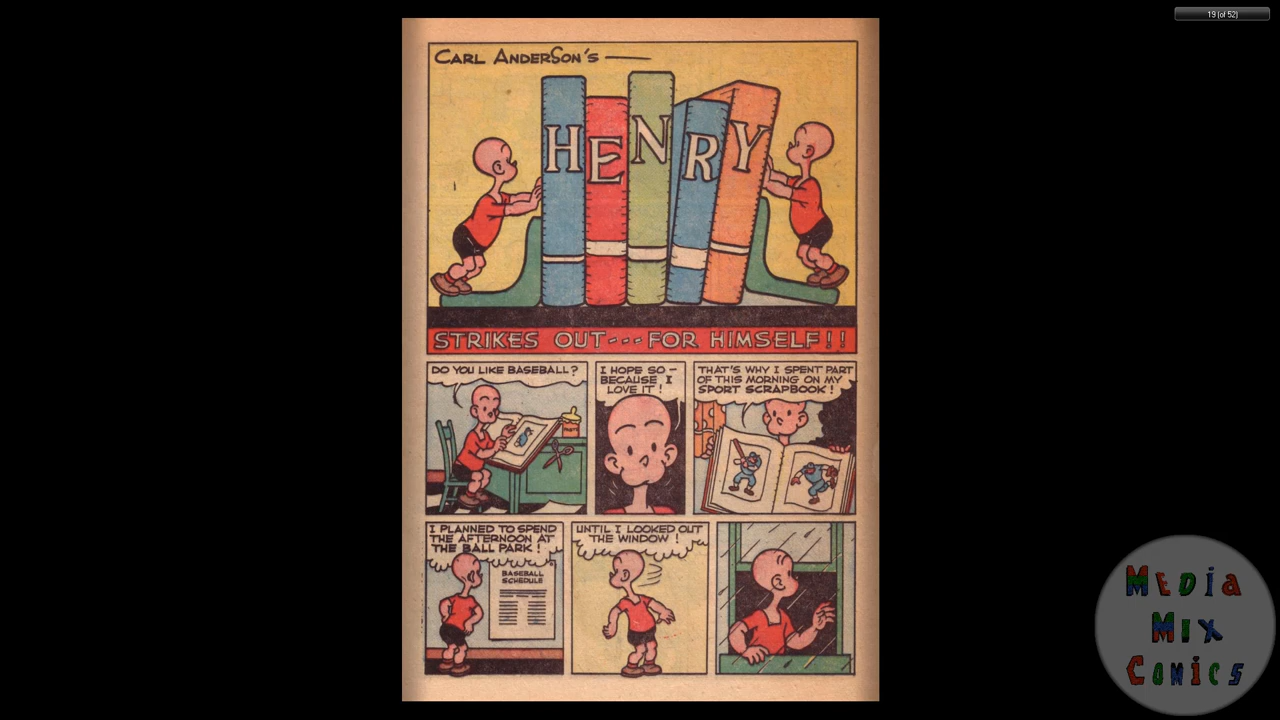 19 (of 52)
CARL ANDERSON'S
HENRY
STRIKES OUT---FOR HIMSELF!!
DO YOU LIKE BASEBALL?
I HOPE SO-
BECAUSE I
LOVE IT!
THAT'S WHY I SPENT PART
OF THIS MORNING ON MY
SPORT SCRAPBOOK!
I PLANNED TO SPEND
THE AFTERNOON AT
THE BALL PARK!
BASEBALL
SCHEDULE
UNTIL I LOOKED OUT
THE WINDOW!
MEDIA
MIX
COMICS